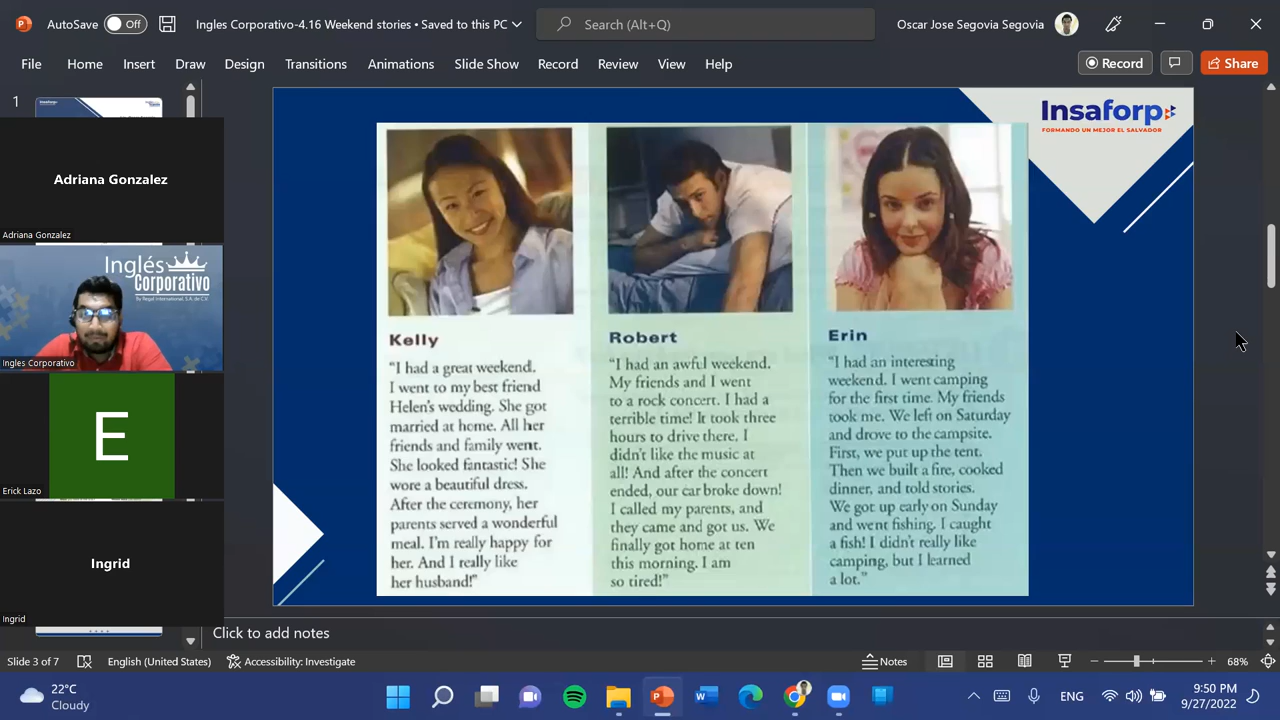 AutoSave
Off
Ingles Corporativo-4.16 Weekend stories • Saved to this PC
Search (Alt+Q)
Oscar Jose Segovia Segovia
File
Home
Insert
Draw
Design
Transitions
Animations
Slide Show
Record
Review
View
Help
Record
Share
1
Adriana Gonzalez
Adriana Gonzalez
Inglés
Corporativo
By Regal International, S.A. de C.V.
Ingles Corporativo
E
Erick Lazo
Ingrid
Ingrid
Insaforp
FORMANDO UN MEJOR EL SALVADOR
Kelly
"I had a great weekend.
I went to my best friend
Helen's wedding. She got
married at home. All her
friends and family went.
She looked fantastic! She
wore a beautiful dress.
After the ceremony, her
parents served a wonderful
meal. I'm really happy for
her. And I really like
her husband!"
Robert
"I had an awful weekend.
My friends and I went
to a rock concert. I had a
terrible time! It took three
hours to drive there. I
didn't like the music at
all! And after the concert
ended, our car broke down!
I called my parents, and
they came and got us. We
finally got home at ten
this morning. I am
so tired!"
Erin
"I had an interesting
weekend. I went camping
for the first time. My friends
took me. We left on Saturday
and drove to the campsite.
First, we put up the tent.
Then we built a fire, cooked
dinner, and told stories.
We got up early on Sunday
and went fishing. I caught
a fish! I didn't really like
camping, but I learned
a lot."
Click to add notes
Slide 3 of 7
English (United States)
Accessibility: Investigate
Notes
68%
22°C
Cloudy
ENG
9:50 PM
9/27/2022